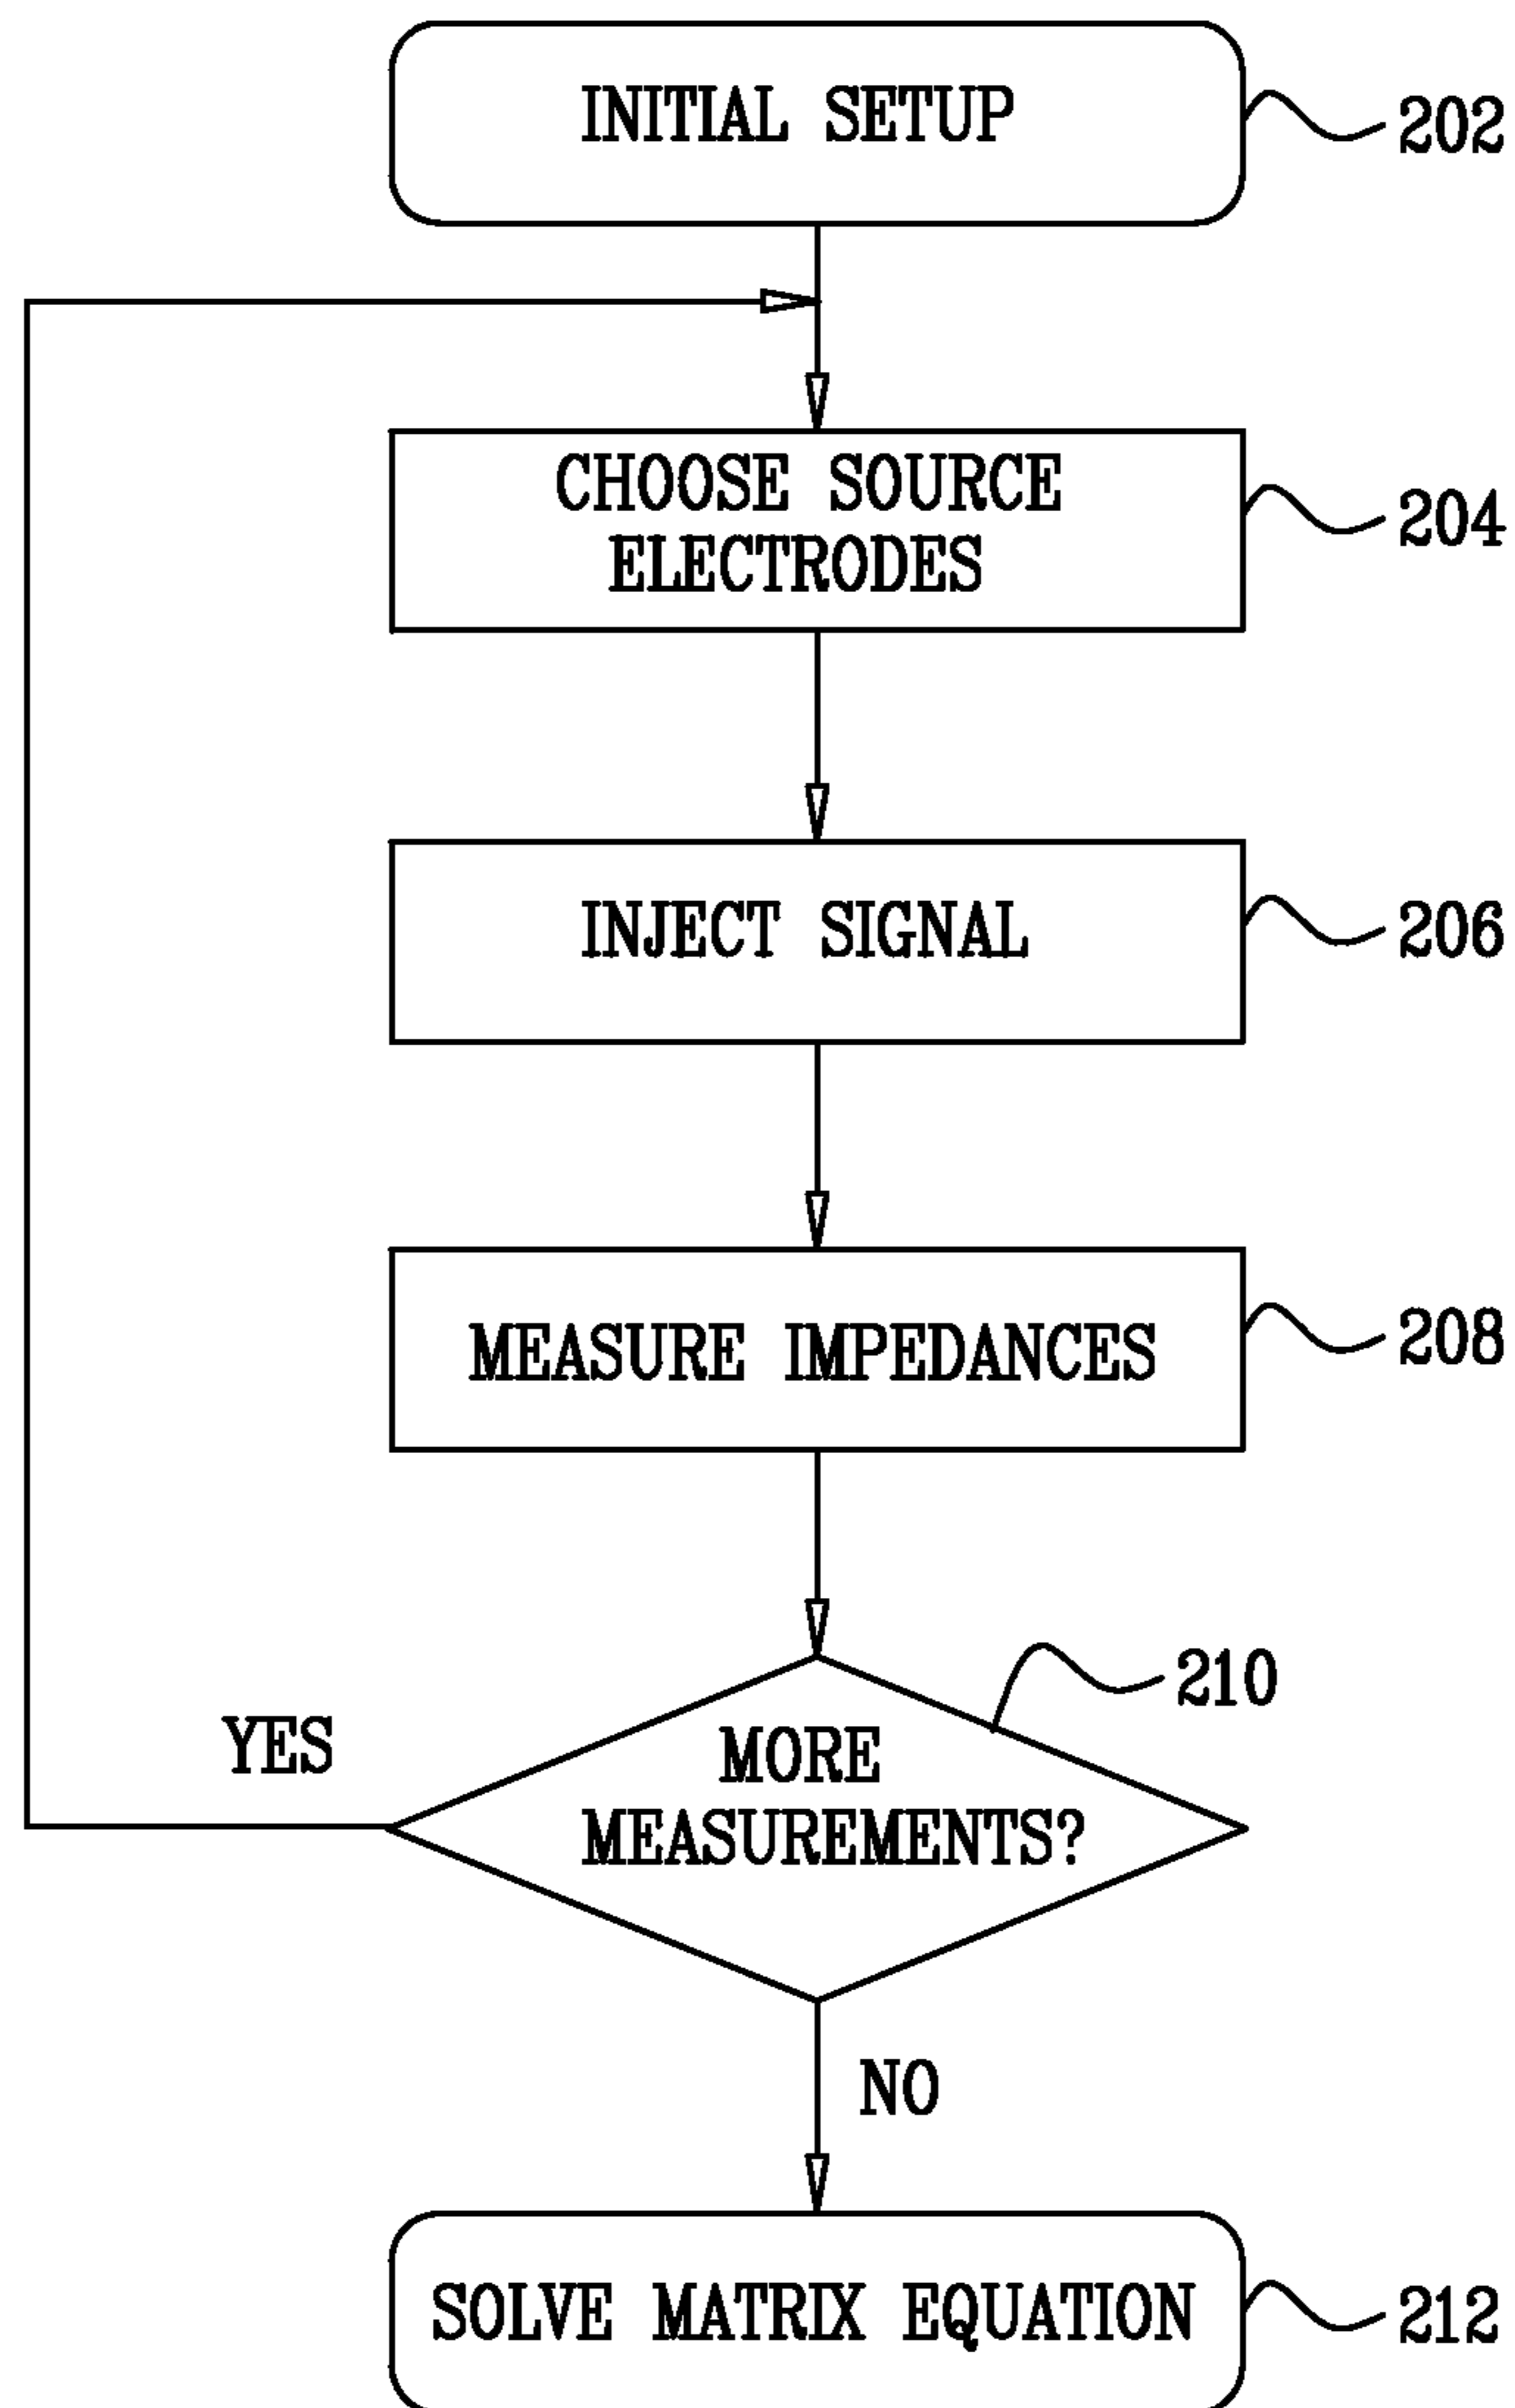 INITIAL SETUP
202
CHOOSE SOURCE
ELECTRODES
204
INJECT SIGNAL
206
MEASURE IMPEDANCES
208
210
YES
MORE
MEASUREMENTS?
NO
SOLVE MATRIX EQUATION
212